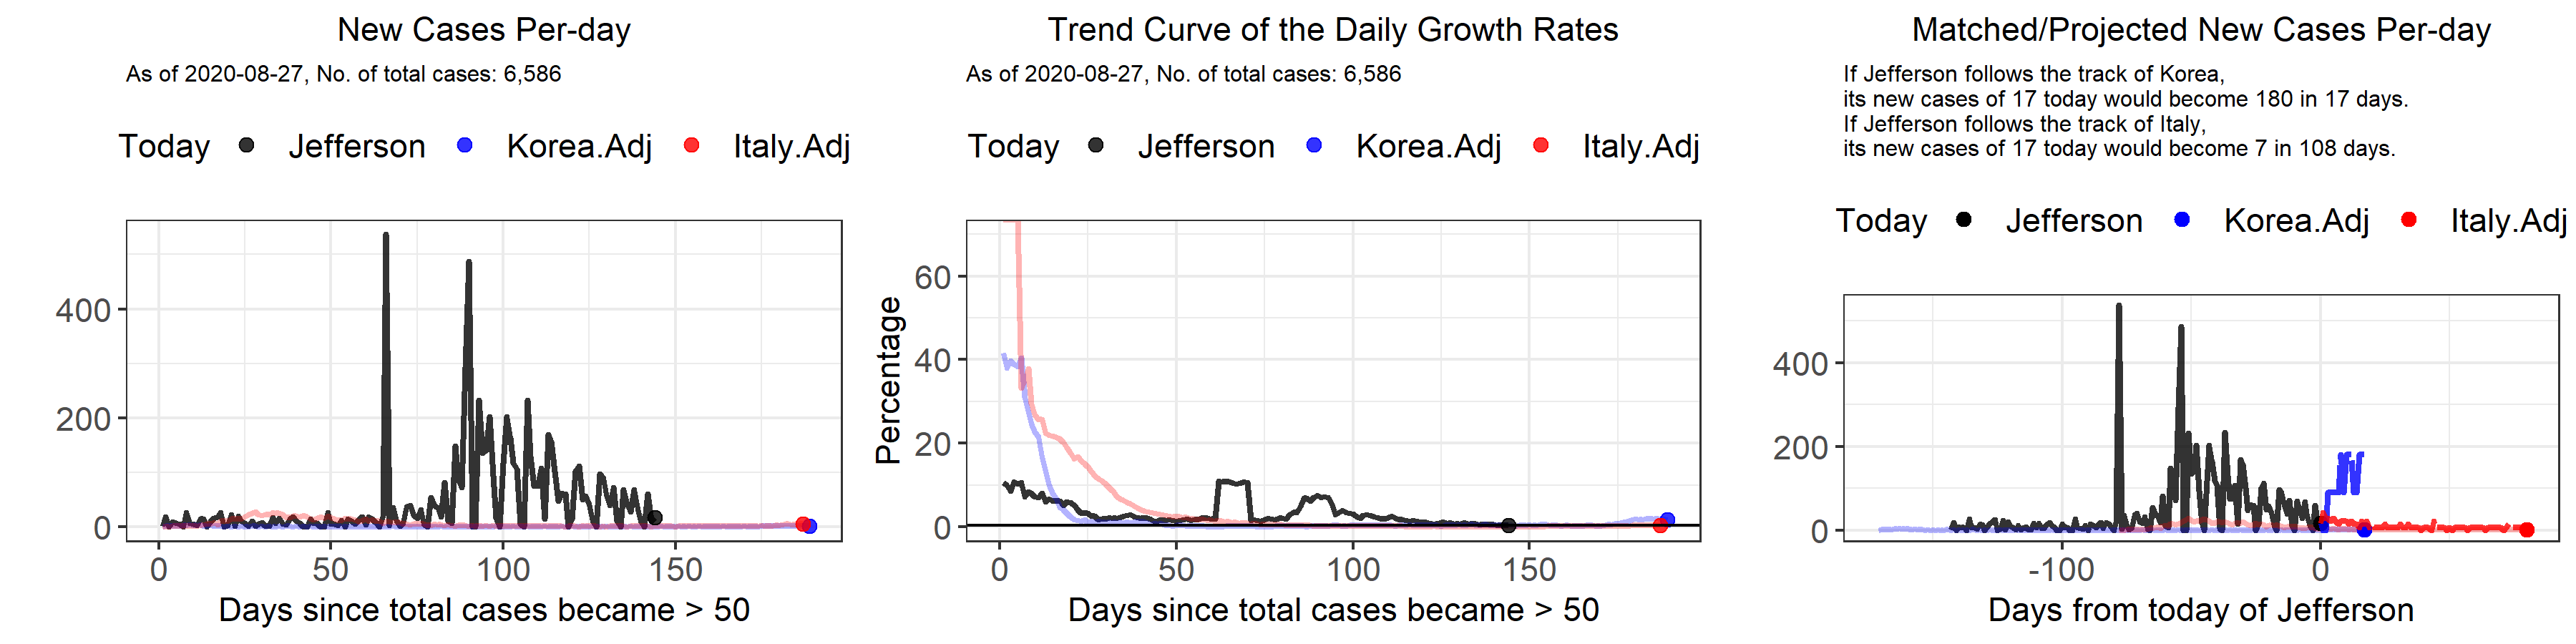 New Cases Per-day
As of 2020-08-27, No. of total cases: 6,586
Today Jefferson Korea.Adj Italy.Adj
400
200
0
0 50 100 150
Days since total cases became > 50
Trend Curve of the Daily Growth Rates
As of 2020-08-27, No. of total cases: 6,586
Today Jefferson Korea.Adj Italy.Adj
Percentage
60
40
20
0
0 50 100 150
Days since total cases became > 50
Matched/Projected New Cases Per-day
If Jefferson follows the track of Korea,
its new cases of 17 today would become 180 in 17 days.
If Jefferson follows the track of Italy,
its new cases of 17 today would become 7 in 108 days.
Today Jefferson Korea.Adj Italy.Adj
400
200
0
-100 0
Days from today of Jefferson